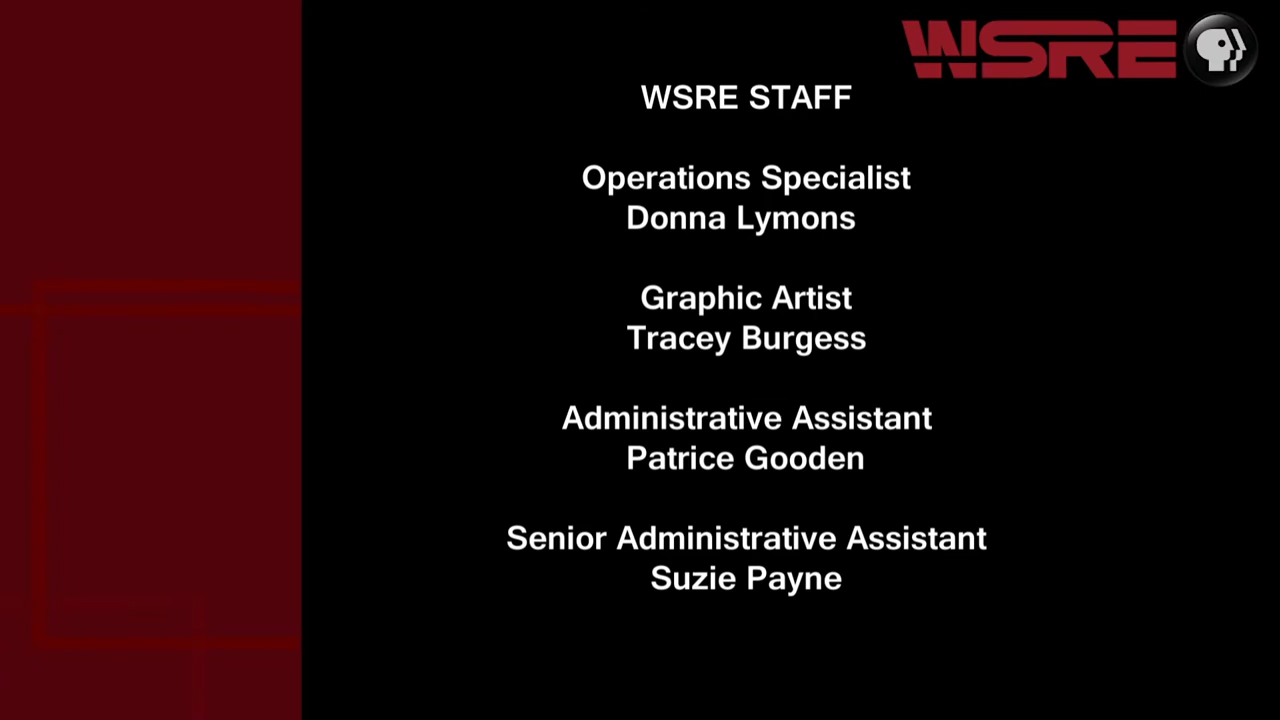 WSRE
WSRE STAFF
Operations Specialist
Donna Lymons
Graphic Artist
Tracey Burgess
Administrative Assistant
Patrice Gooden
Senior Administrative Assistant
Suzie Payne